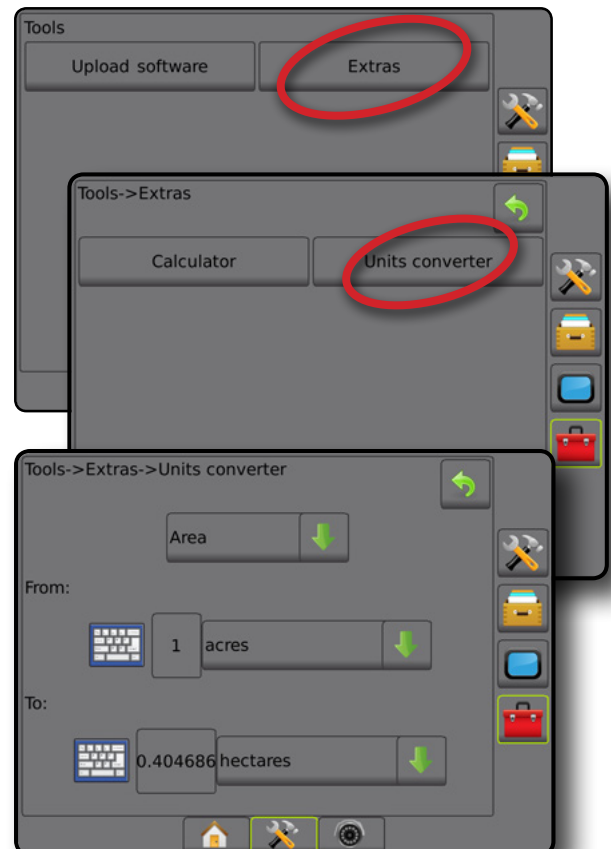 Tools
Upload software Extras
Tools->Extras
Calculator Units converter
Tools->Extras->Units converter
Area
From:
1 acres
To:
0.404686 hectares